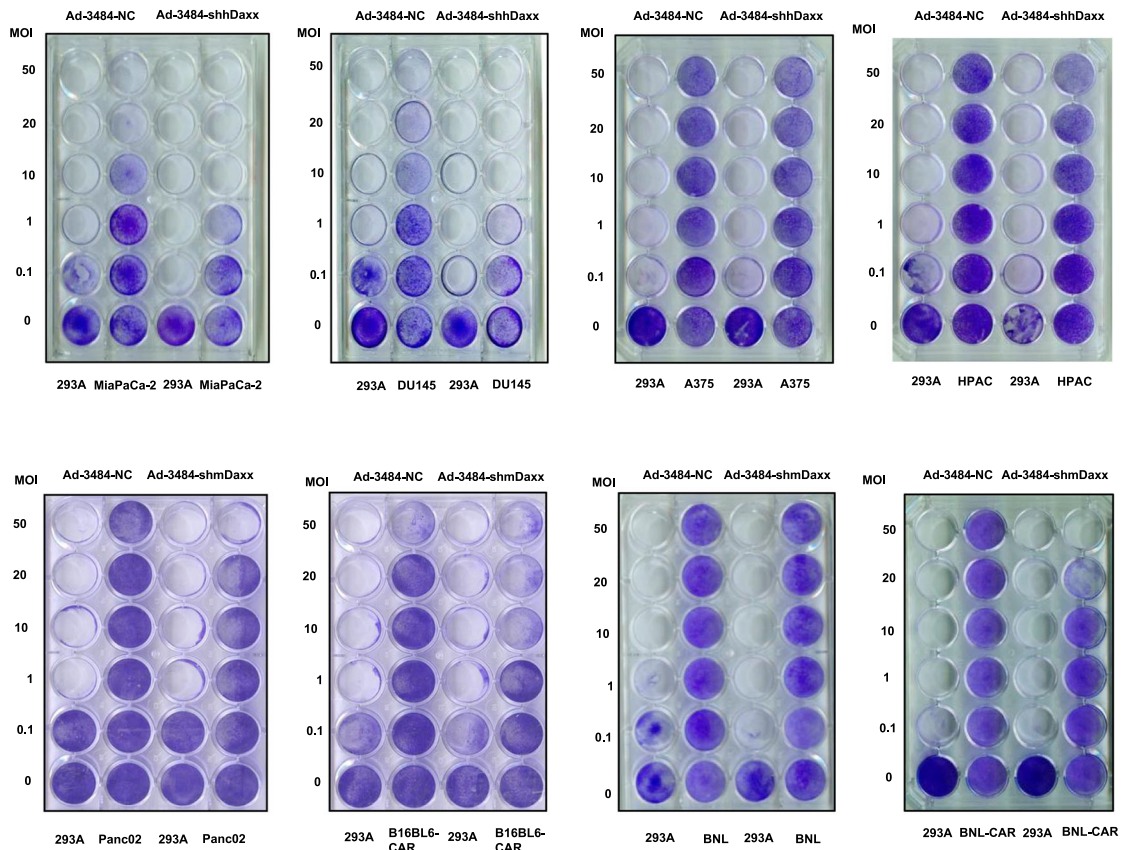 Ad-3484-NC Ad-3484-shhDaxx Ad-3484-NC Ad-3484-shhDaxx Ad-3484-NC Ad-3484-shhDaxx Ad-3484-NC Ad-3484-shhDaxx
MOI MOI MOI MOI
50 50 50 50
20 20 20 20
10 10 10 10
1 1 1 1
0.1 0.1 0.1 0.1
0 0 0 0
293A MiaPaCa-2 293A MiaPaCa-2 293A DU145 293A DU145 293A A375 293A A375 293A HPAC 293A HPAC
Ad-3484-NC Ad-3484-shmDaxx Ad-3484-NC Ad-3484-shmDaxx Ad-3484-NC Ad-3484-shmDaxx Ad-3484-NC Ad-3484-shmDaxx
MOI MOI MOI MOI
50 50 50 50
20 20 20 20
10 10 10 10
1 1 1 1
0.1 0.1 0.1 0.1
0 0 0 0
293A Panc02 293A Panc02 293A B16BL6- 293A B16BL6- 293A BNL 293A BNL 293A BNL-CAR 293A BNL-CAR
CAR CAR